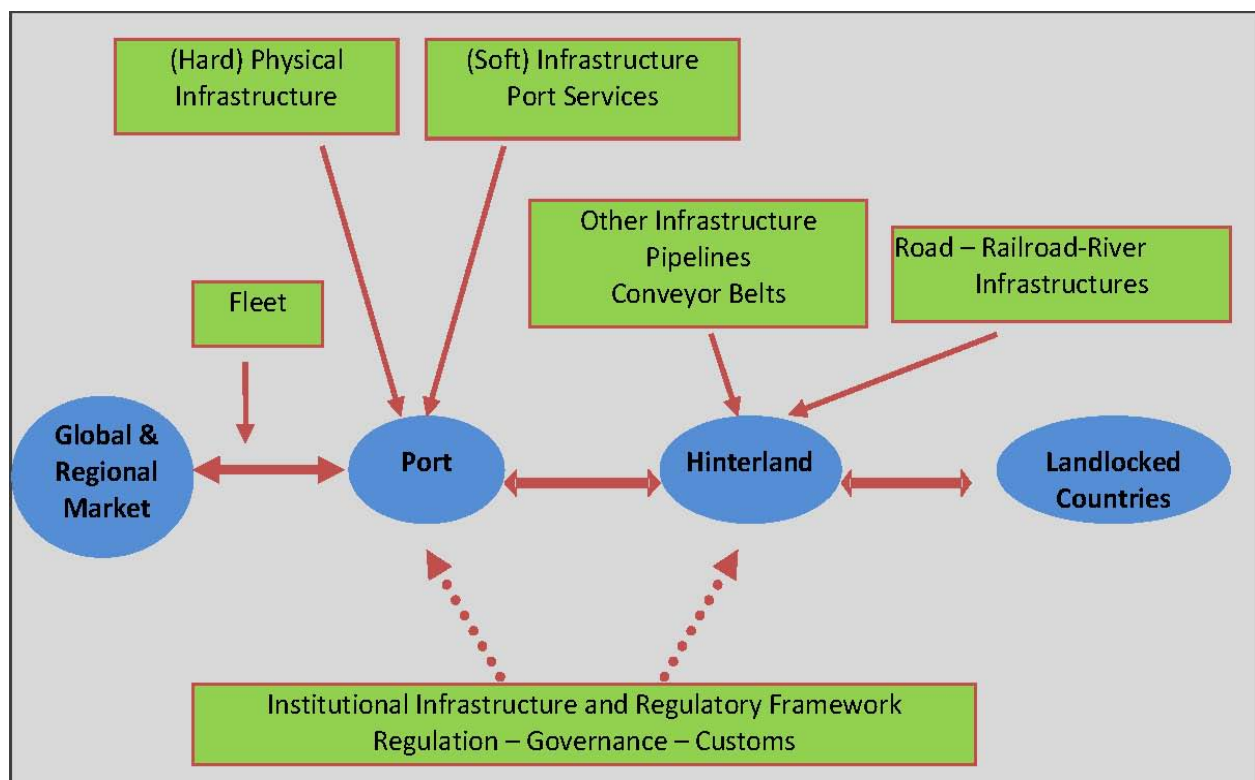 (Hard) Physical
Infrastructure
(Soft) Infrastructure
Port Services
Other Infrastructure
Pipelines
Conveyor Belts
Road – Railroad-River
Infrastructures
Fleet
Global &
Regional
Market
Port
Hinterland
Landlocked
Countries
Institutional Infrastructure and Regulatory Framework
Regulation – Governance – Customs